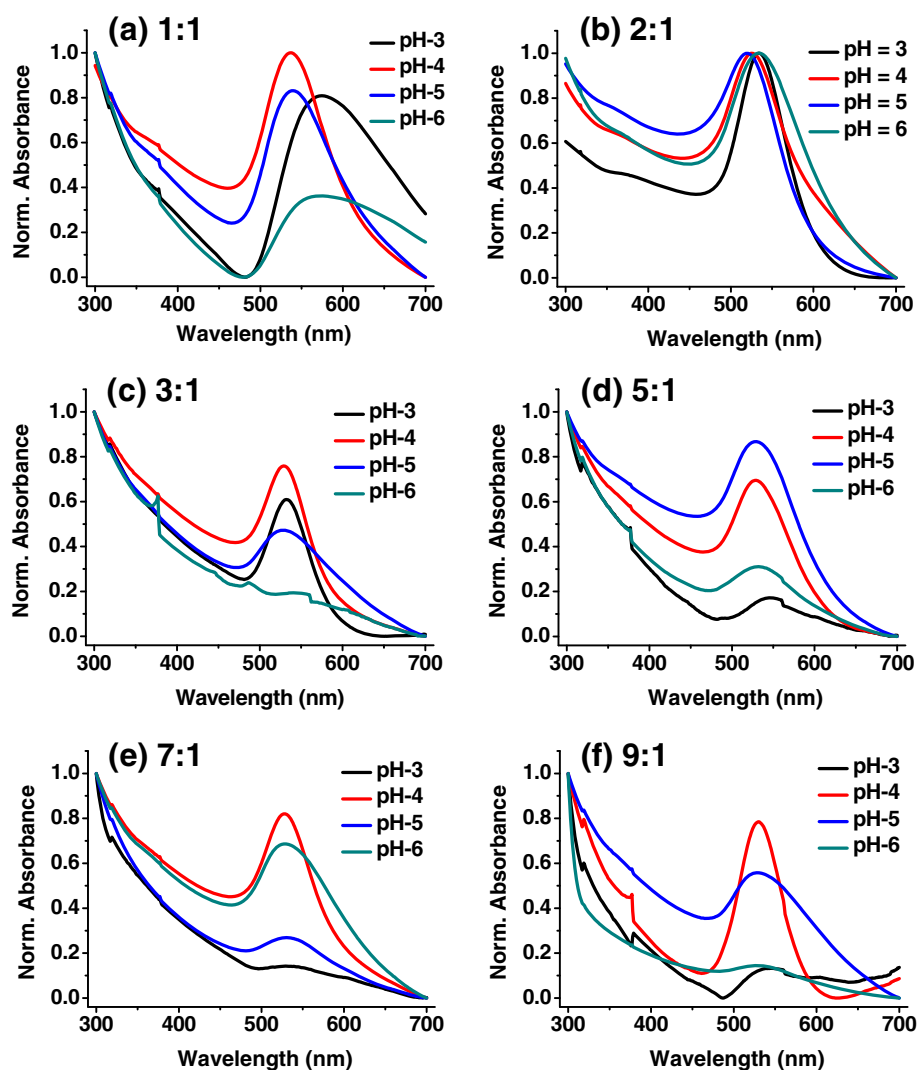 (a) 1:1
pH-3
pH-4
pH-5
pH-6
1.0
0.8
0.6
0.4
0.2
0.0
Norm. Absorbance
300 400 500 600 700
Wavelength (nm)
(b) 2:1
pH = 3
pH = 4
pH = 5
pH = 6
1.0
0.8
0.6
0.4
0.2
0.0
Norm. Absorbance
300 400 500 600 700
Wavelength (nm)
(c) 3:1
pH-3
pH-4
pH-5
pH-6
1.0
0.8
0.6
0.4
0.2
0.0
Norm. Absorbance
300 400 500 600 700
Wavelength (nm)
(d) 5:1
pH-3
pH-4
pH-5
pH-6
1.0
0.8
0.6
0.4
0.2
0.0
Norm. Absorbance
300 400 500 600 700
Wavelength (nm)
(e) 7:1
pH-3
pH-4
pH-5
pH-6
1.0
0.8
0.6
0.4
0.2
0.0
Norm. Absorbance
300 400 500 600 700
Wavelength (nm)
(f) 9:1
pH-3
pH-4
pH-5
pH-6
1.0
0.8
0.6
0.4
0.2
0.0
Norm. Absorbance
300 400 500 600 700
Wavelength (nm)